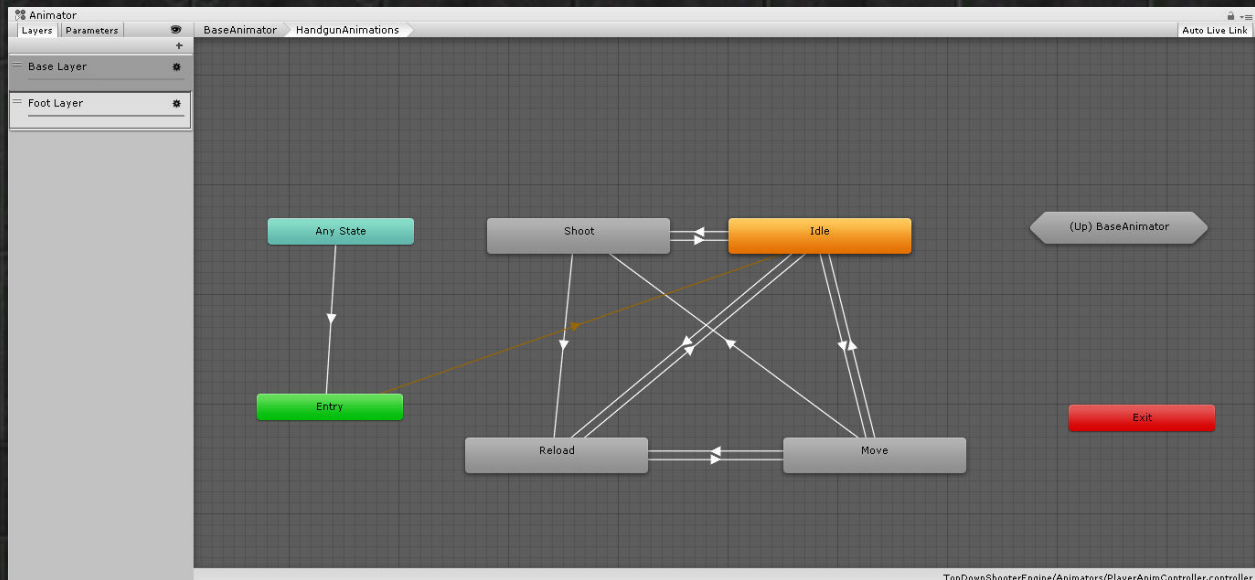 Animator
Layers Parameters
BaseAnimator HandgunAnimations
Auto Live Link
Base Layer
Foot Layer
Any State
Shoot
Idle
(Up) BaseAnimator
Entry
Exit
Reload
Move
TopDownShooterEngine/Animators/PlayerAnimController.controller